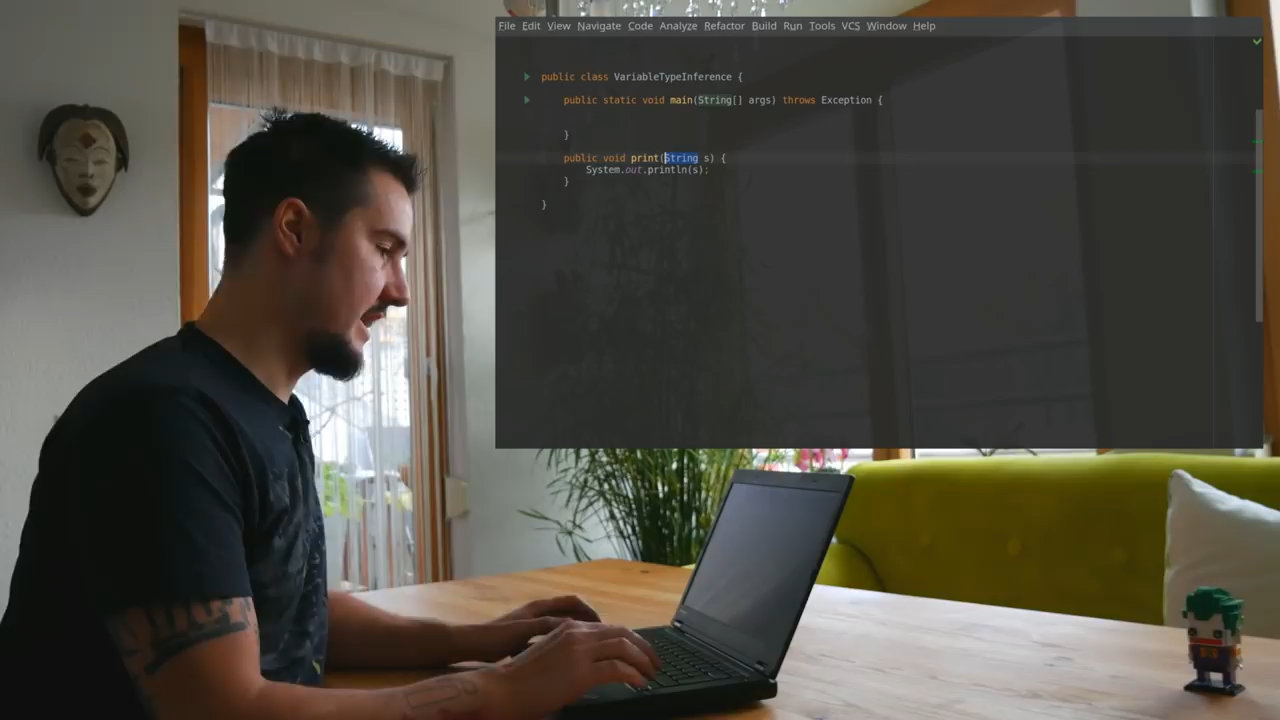 File Edit View Navigate Code Analyze Refactor Build Run Tools VCS Window Help
public class VariableTypeInference {
public static void main(String[] args) throws Exception {
}
public void print(String s) {
System.out.println(s);
}
}